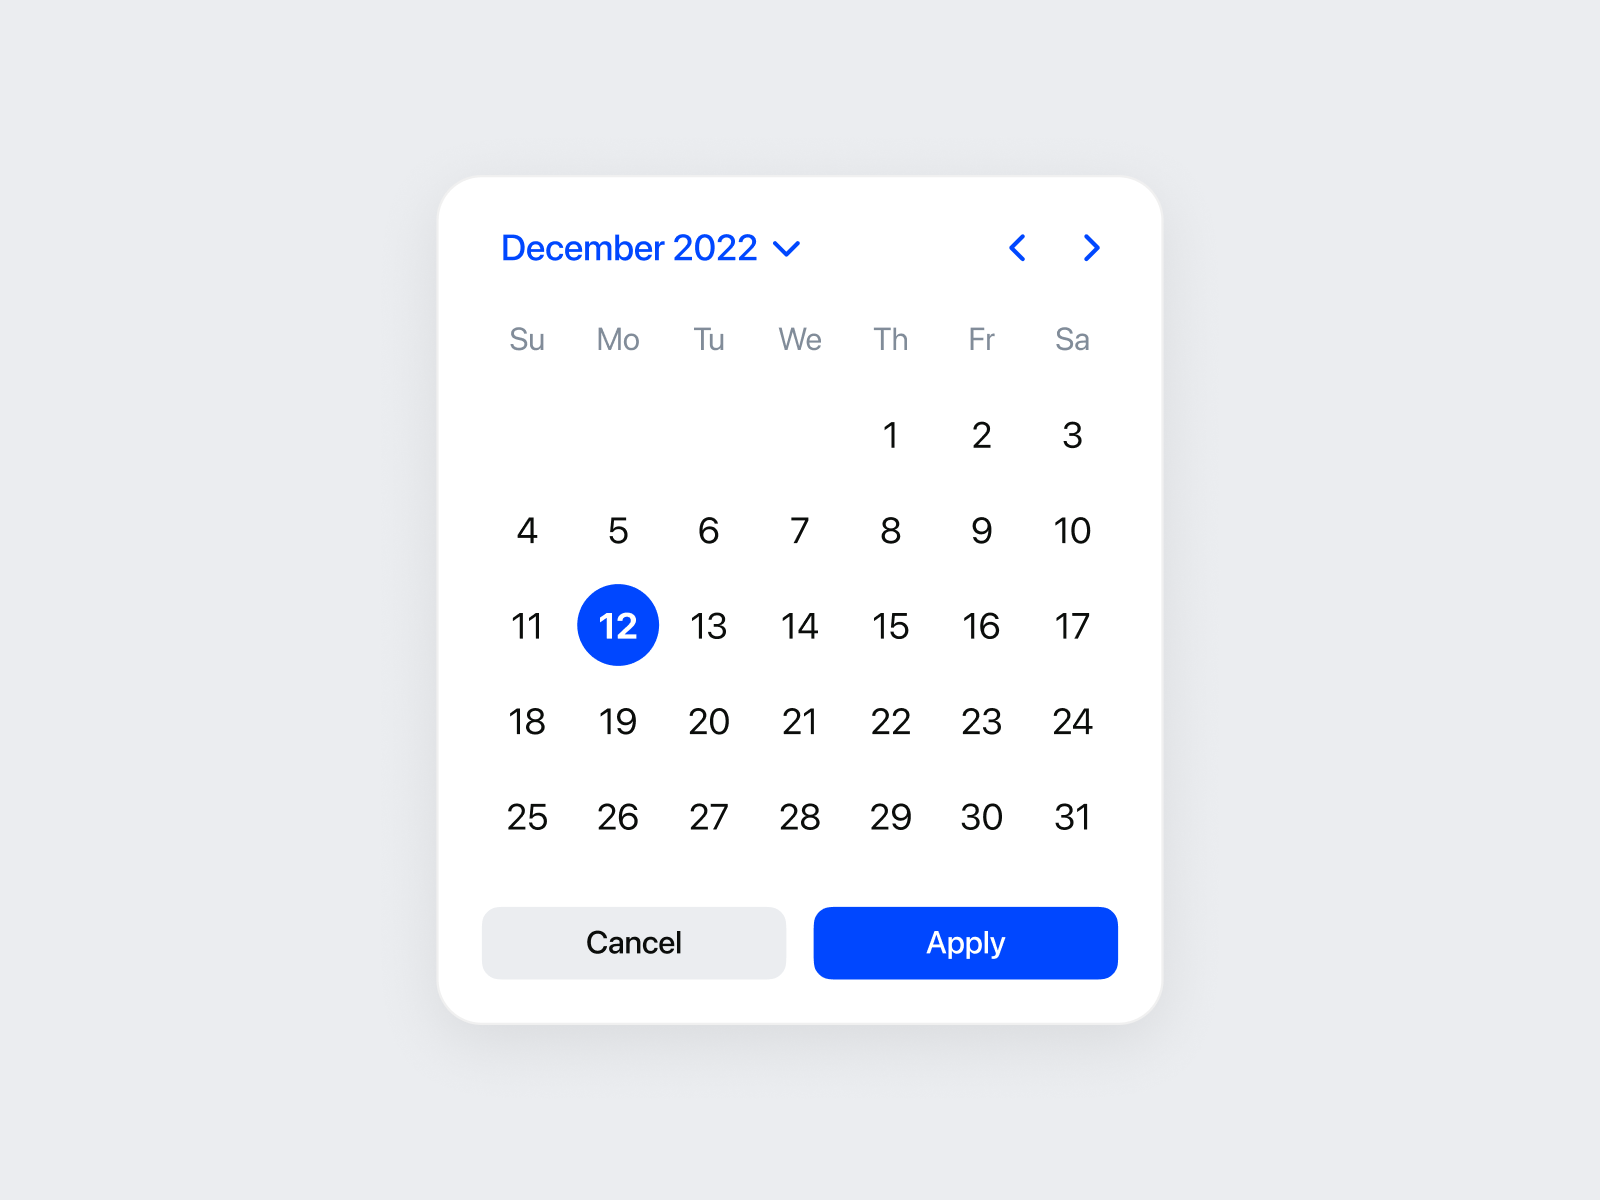 December 2022
Su Mo Tu We Th Fr Sa
1 2 3
4 5 6 7 8 9 10
11 12 13 14 15 16 17
18 19 20 21 22 23 24
25 26 27 28 29 30 31
Cancel Apply